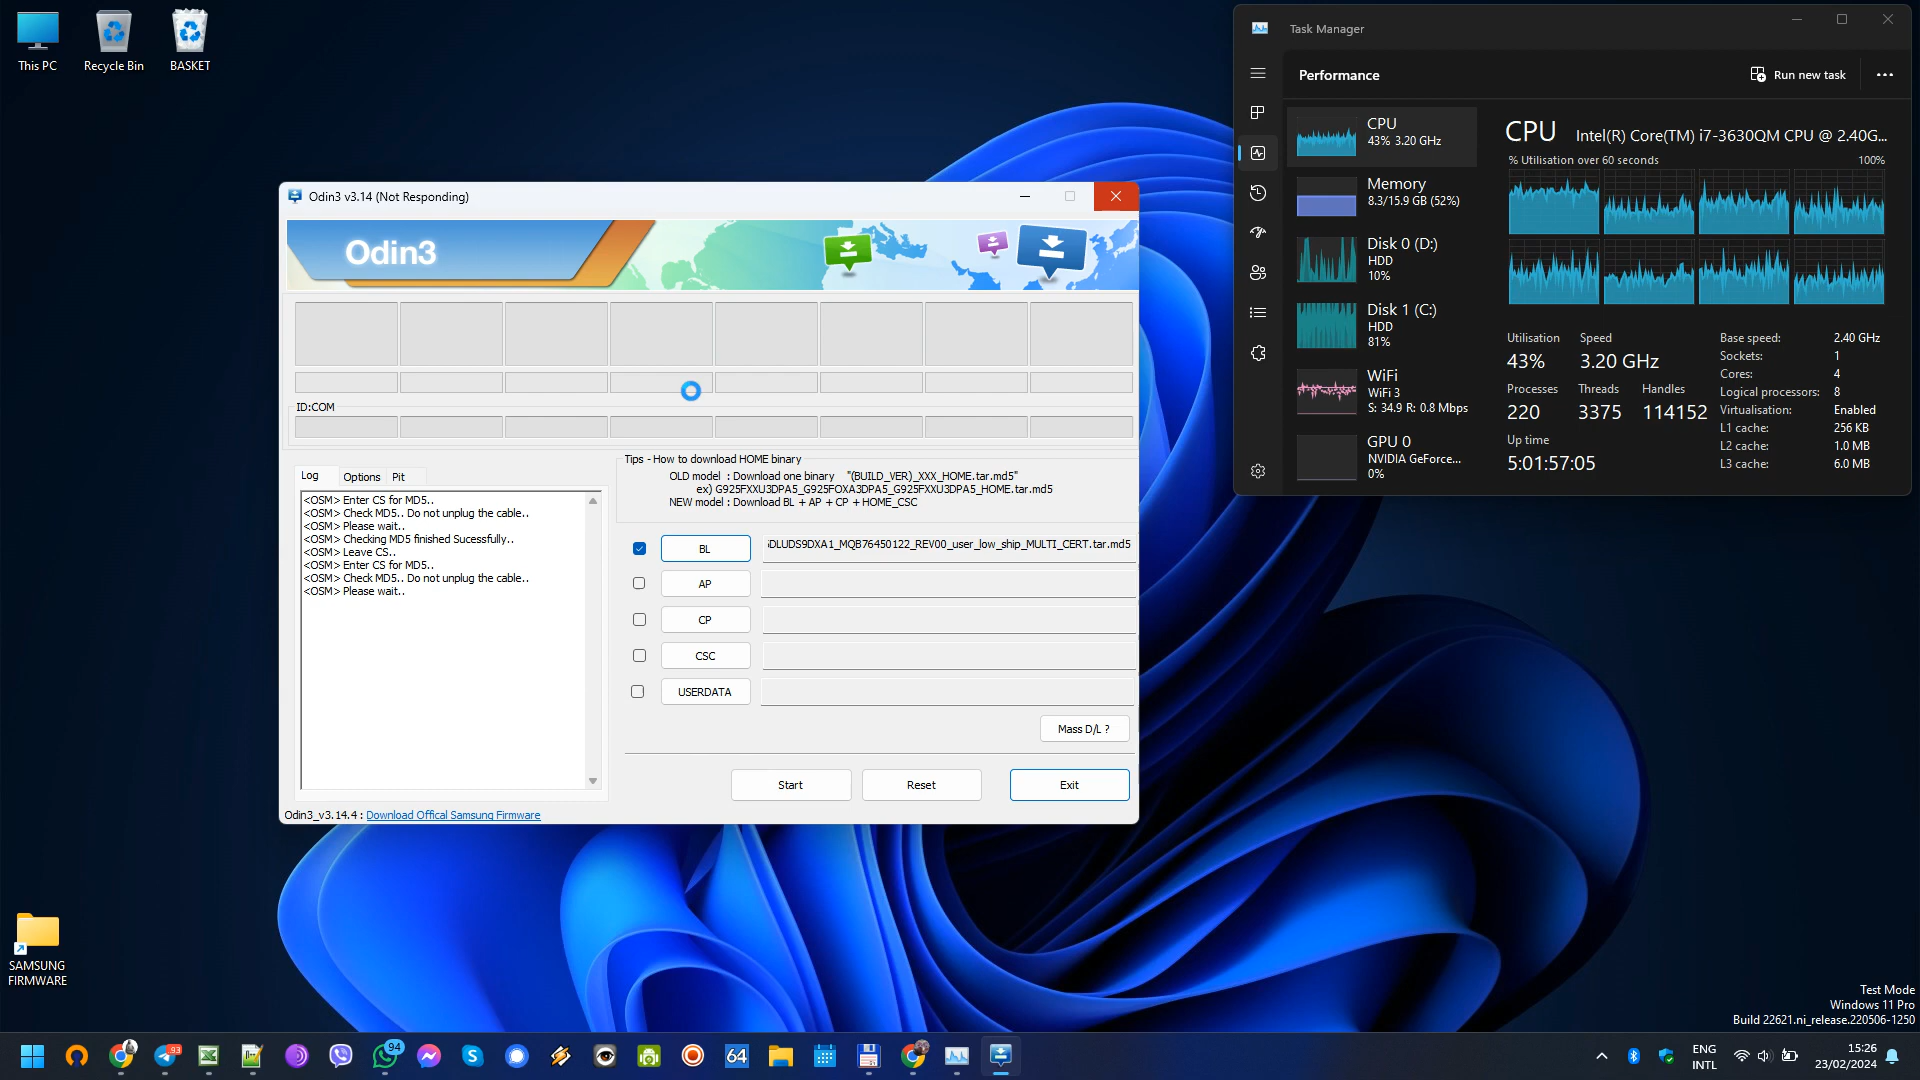 This PC
Recycle Bin
BASKET
Odin3 v3.14 (Not Responding)
Odin3
ID:COM
Log
Options
Pit
<OSM> Enter CS for MD5..
<OSM> Check MD5.. Do not unplug the cable..
<OSM> Please wait..
<OSM> Checking MD5 finished Sucessfully..
<OSM> Leave CS..
<OSM> Enter CS for MD5..
<OSM> Check MD5.. Do not unplug the cable..
<OSM> Please wait..
Tips - How to download HOME binary
OLD model : Download one binary "(BUILD_VER)_XXX_HOME.tar.md5"
ex) G925FXXU3DPA5_G925FOXA3DPA5_G925FXXU3DPA5_HOME.tar.md5
NEW model : Download BL + AP + CP + HOME_CSC
BL
DLUDS9DXA1_MQB76450122_REV00_user_low_ship_MULTI_CERT.tar.md5
AP
CP
CSC
USERDATA
Mass D/L ?
Start
Reset
Exit
Odin3_v3.14.4 : Download Offical Samsung Firmware
Task Manager
Performance
Run new task
CPU
43% 3.20 GHz
Memory
8.3/15.9 GB (52%)
Disk 0 (D:)
HDD
10%
Disk 1 (C:)
HDD
81%
WiFi
WiFi 3
S: 34.9 R: 0.8 Mbps
GPU 0
NVIDIA GeForce...
0%
CPU
Intel(R) Core(TM) i7-3630QM CPU @ 2.40G...
% Utilisation over 60 seconds
100%
Utilisation
Speed
43%
3.20 GHz
Processes
Threads
Handles
220
3375
114152
Up time
5:01:57:05
Base speed: 2.40 GHz
Sockets: 1
Cores: 4
Logical processors: 8
Virtualisation: Enabled
L1 cache: 256 KB
L2 cache: 1.0 MB
L3 cache: 6.0 MB
SAMSUNG
FIRMWARE
Test Mode
Windows 11 Pro
Build 22621.ni_release.220506-1250
93
94
64
ENG
INTL
15:26
23/02/2024